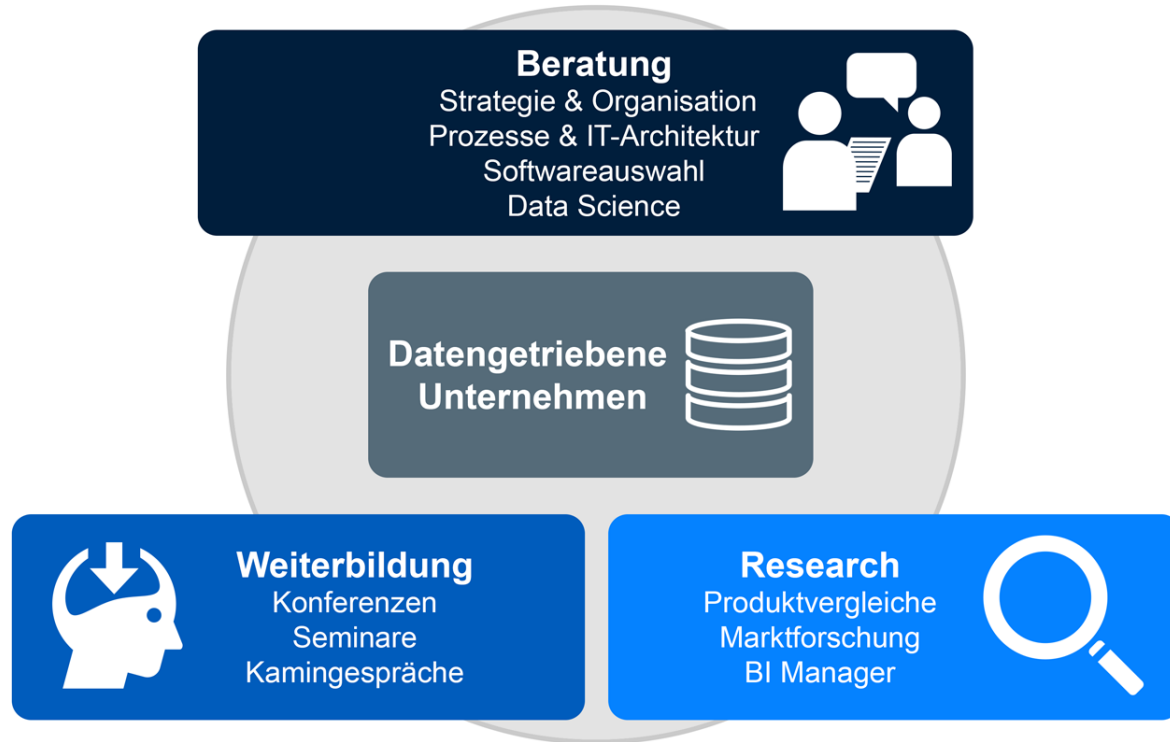 Beratung
Strategie & Organisation
Prozesse & IT-Architektur
Softwareauswahl
Data Science
Datengetriebene
Unternehmen
Weiterbildung
Konferenzen
Seminare
Kamingespräche
Research
Produktvergleiche
Marktforschung
BI Manager